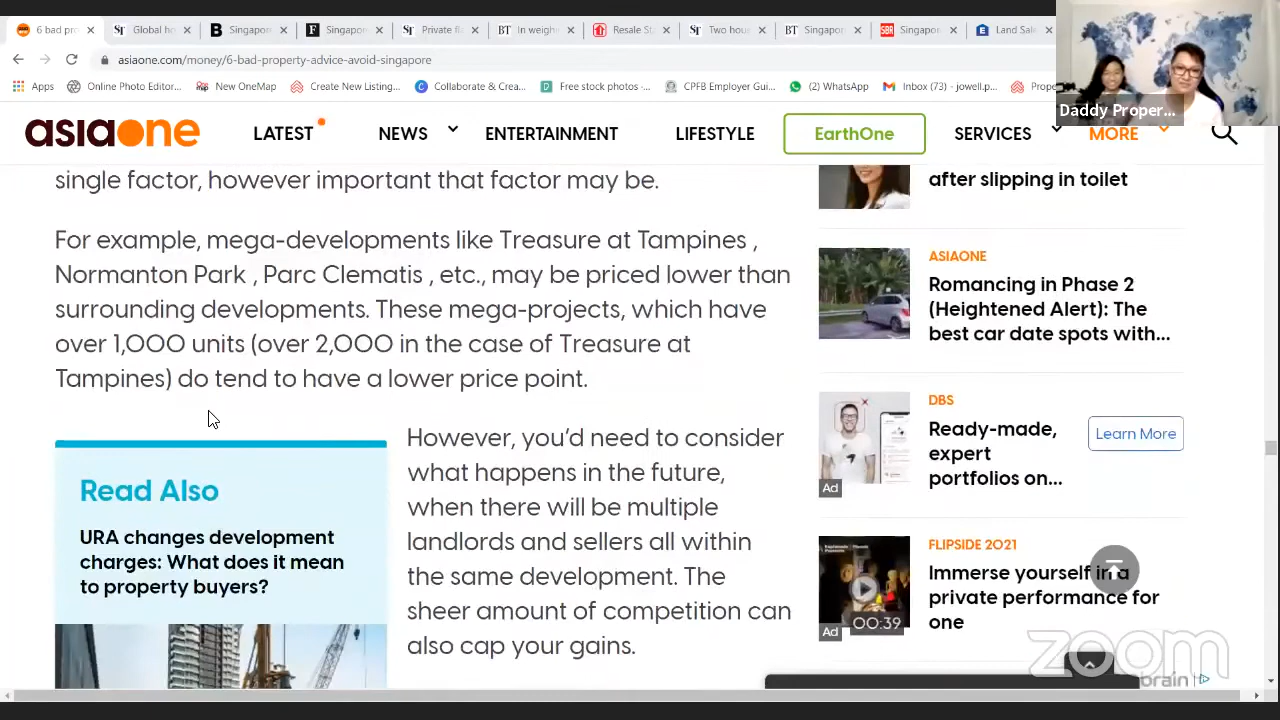 6 bad pro
Global h
Singapo
Singapo
Private f
In weigh
Resale S
Two hou
Singapo
Singapo
Land Sal
asiaone.com/money/6-bad-property-advice-avoid-singapore
Apps
Online Photo Editor...
New OneMap
Create New Listing...
Collaborate & Crea...
Free stock photos -...
CPFB Employer Gui...
(2) WhatsApp
Inbox (73) - jowell.p...
Prope
Daddy Proper...
asiaone
LATEST
NEWS
ENTERTAINMENT
LIFESTYLE
EarthOne
SERVICES
MORE
single factor, however important that factor may be.
For example, mega-developments like Treasure at Tampines ,
Normanton Park , Parc Clematis , etc., may be priced lower than
surrounding developments. These mega-projects, which have
over 1,000 units (over 2,000 in the case of Treasure at
Tampines) do tend to have a lower price point.
Read Also
URA changes development
charges: What does it mean
to property buyers?
However, you'd need to consider
what happens in the future,
when there will be multiple
landlords and sellers all within
the same development. The
sheer amount of competition can
also cap your gains.
after slipping in toilet
ASIAONE
Romancing in Phase 2
(Heightened Alert): The
best car date spots with...
DBS
Ready-made,
expert
portfolios on...
Learn More
Ad
FLIPSIDE 2021
Immerse yourself in a
private performance for
one
00:39
Ad
zoom
brain